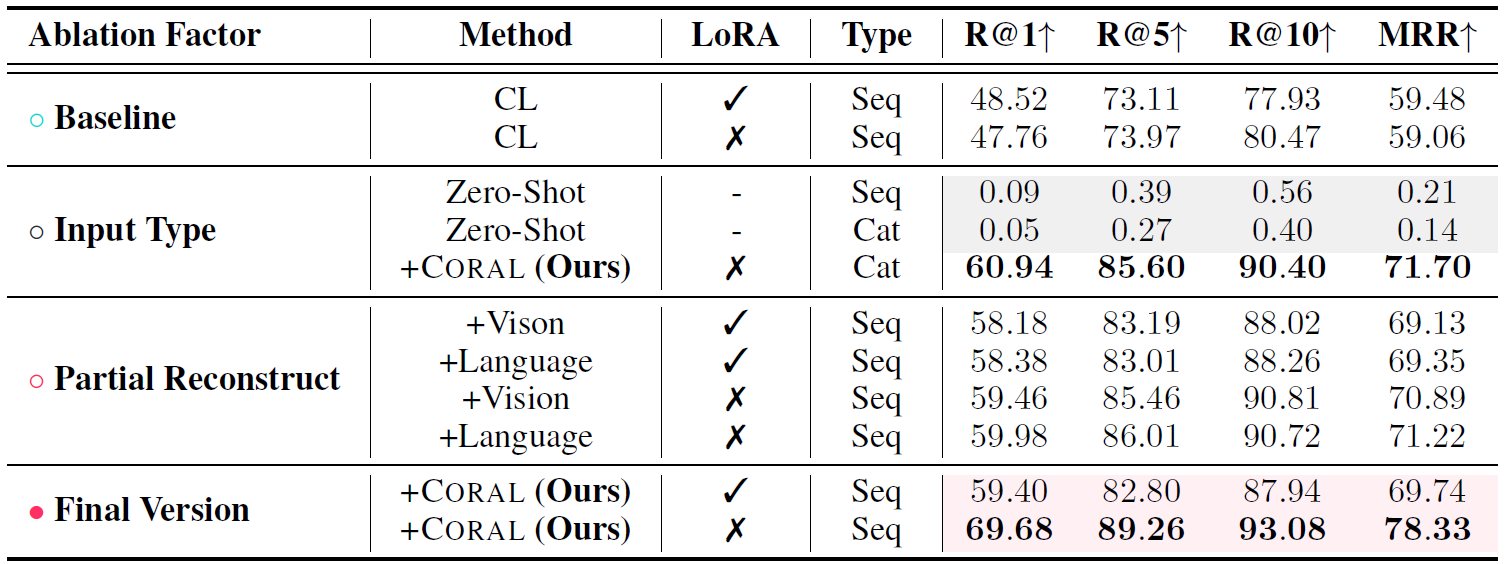 Ablation Factor Method LoRA Type R@1↑ R@5↑ R@10↑ MRR↑
○ Baseline CL ✓ Seq 48.52 73.11 77.93 59.48
CL ✗ Seq 47.76 73.97 80.47 59.06
○ Input Type Zero-Shot - Seq 0.09 0.39 0.56 0.21
Zero-Shot - Cat 0.05 0.27 0.40 0.14
+CORAL (Ours) ✗ Cat 60.94 85.60 90.40 71.70
○ Partial Reconstruct +Vison ✓ Seq 58.18 83.19 88.02 69.13
+Language ✓ Seq 58.38 83.01 88.26 69.35
+Vision ✗ Seq 59.46 85.46 90.81 70.89
+Language ✗ Seq 59.98 86.01 90.72 71.22
● Final Version +CORAL (Ours) ✓ Seq 59.40 82.80 87.94 69.74
+CORAL (Ours) ✗ Seq 69.68 89.26 93.08 78.33